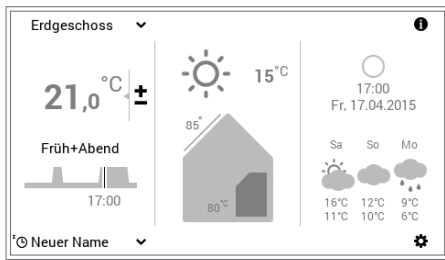 Erdgeschoss
21,0 °C
±
Früh+Abend
17:00
15°C
85°
80°C
17:00
Fr, 17.04.2015
Sa So Mo
16°C 12°C 9°C
11°C 10°C 6°C
Neuer Name